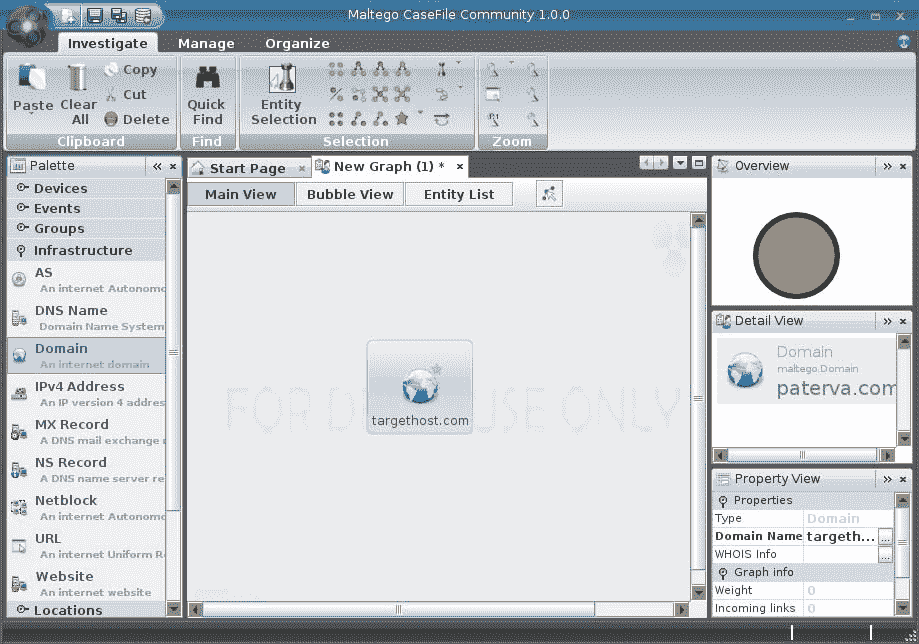 Maltego CaseFile Community 1.0.0
Investigate Manage Organize
Paste
Clear All
Copy
Cut
Delete
Clipboard
Quick Find
Find
Entity Selection
Selection
Zoom
Palette
Devices
Events
Groups
Infrastructure
AS
An internet Autonomo
DNS Name
Domain Name System
Domain
An internet domain
IPv4 Address
An IP version 4 addres
MX Record
A DNS mail exchange
NS Record
A DNS name server re
Netblock
An internet Autonomo
URL
An internet Uniform R
Website
An internet website
Locations
Start Page
New Graph (1) *
Main View Bubble View Entity List
FOR D USE ONLY
targethost.com
Overview
Detail View
Domain
maltego.Domain
paterva.com
Property View
Properties
Type Domain
Domain Name targeth... ...
WHOIS Info ...
Graph info
Weight 0
Incoming links 0